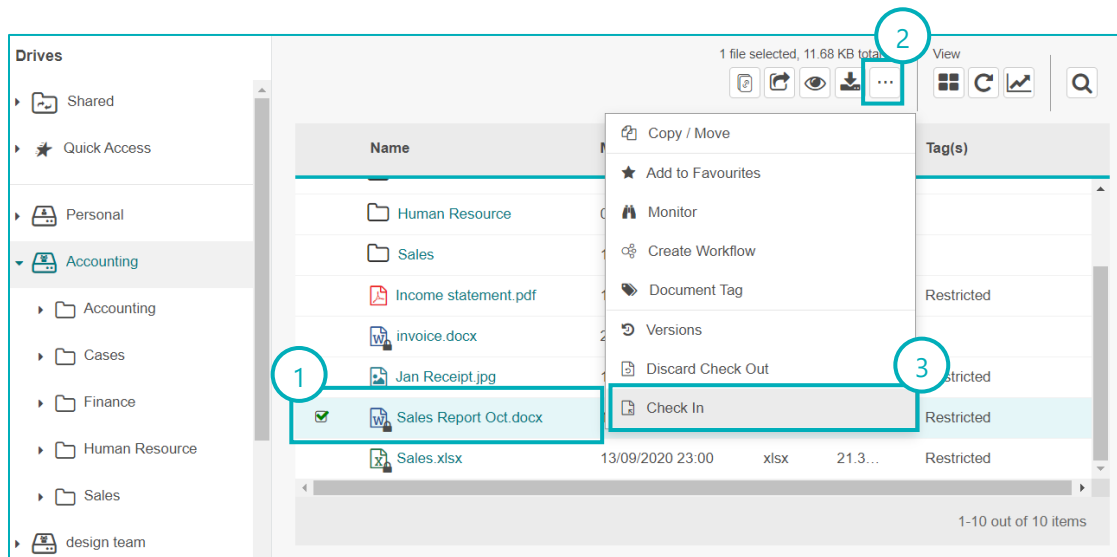 2
Drives
1 file selected, 11.68 KB total
View
Shared
Quick Access
Personal
Accounting
Accounting
Cases
Finance
Human Resource
Sales
design team
Name
Tag(s)
Human Resource
Sales
Income statement.pdf
Restricted
invoice.docx
1
Jan Receipt.jpg
Sales Report Oct.docx
Restricted
Sales.xlsx
13/09/2020 23:00
xlsx
21.3...
Restricted
Copy / Move
Add to Favourites
Monitor
Create Workflow
Document Tag
Versions
Discard Check Out
3
Check In
1-10 out of 10 items